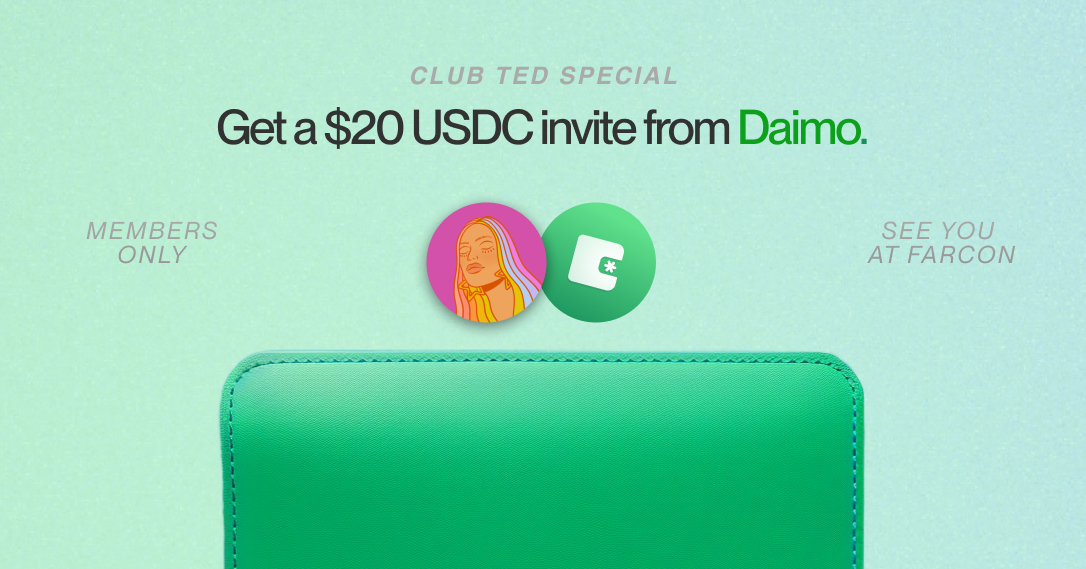 CLUB TED SPECIAL
Get a $20 USDC invite from Daimo.
MEMBERS
ONLY
SEE YOU
AT FARCON